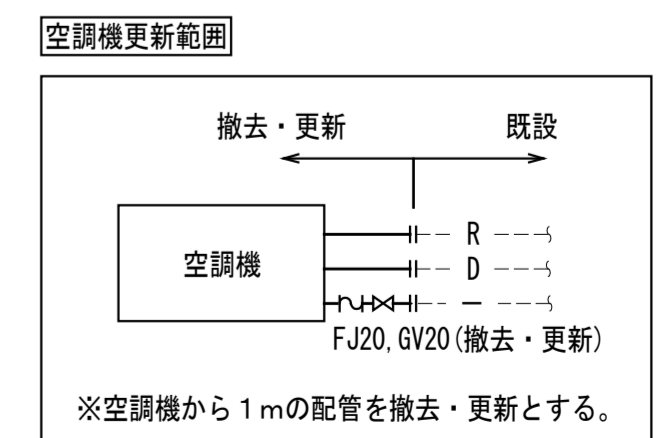 空調機更新範囲
撤去・更新　既設
R
空調機
D
FJ20,GV20(撤去・更新)
※空調機から１mの配管を撤去・更新とする。